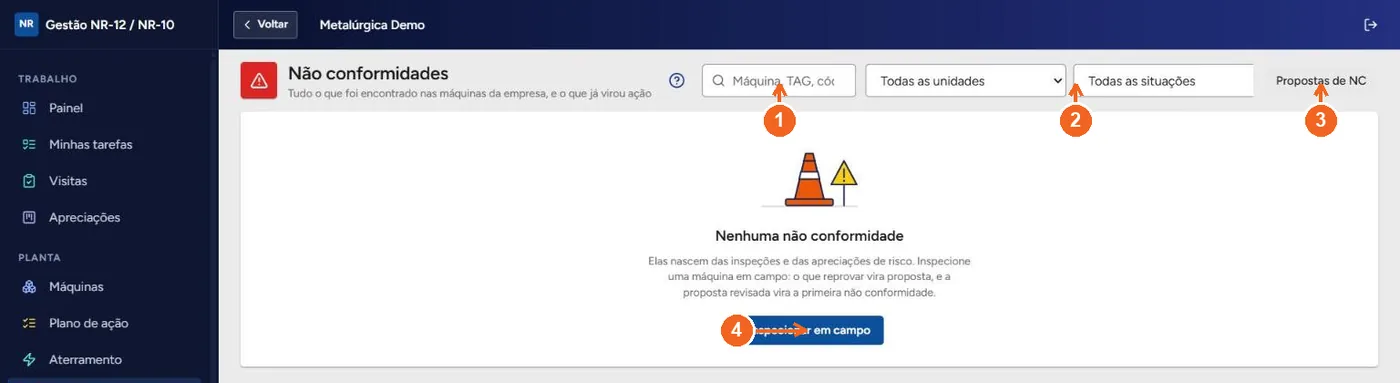 NR Gestão NR-12 / NR-10
Voltar
Metalúrgica Demo
TRABALHO
Painel
Minhas tarefas
Visitas
Apreciações
PLANTA
Máquinas
Plano de ação
Aterramento
Não conformidades
Tudo o que foi encontrado nas máquinas da empresa, e o que já virou ação
Máquina, TAG, cóc
Todas as unidades
Todas as situações
Propostas de NC
1
2
3
Nenhuma não conformidade
Elas nascem das inspeções e das apreciações de risco. Inspecione
uma máquina em campo: o que reprovar vira proposta, e a
proposta revisada vira a primeira não conformidade.
4
em campo